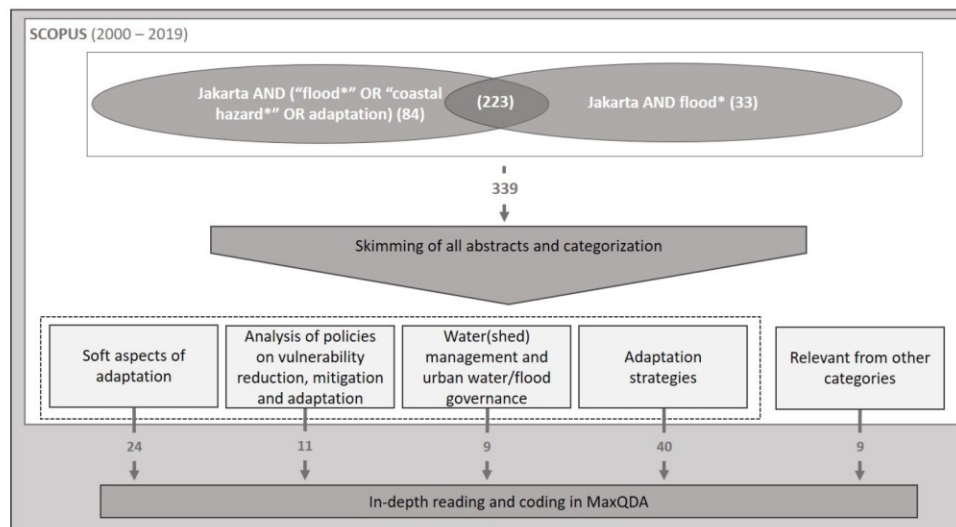 SCOPUS (2000 – 2019)
Jakarta AND (“flood*” OR “coastal
hazard*” OR adaptation) (84)
(223)
Jakarta AND flood* (33)
339
Skimming of all abstracts and categorization
Soft aspects of
adaptation
Analysis of policies
on vulnerability
reduction, mitigation
and adaptation
Water(shed)
management and
urban water/flood
governance
Adaptation
strategies
Relevant from other
categories
24
11
9
40
9
In-depth reading and coding in MaxQDA